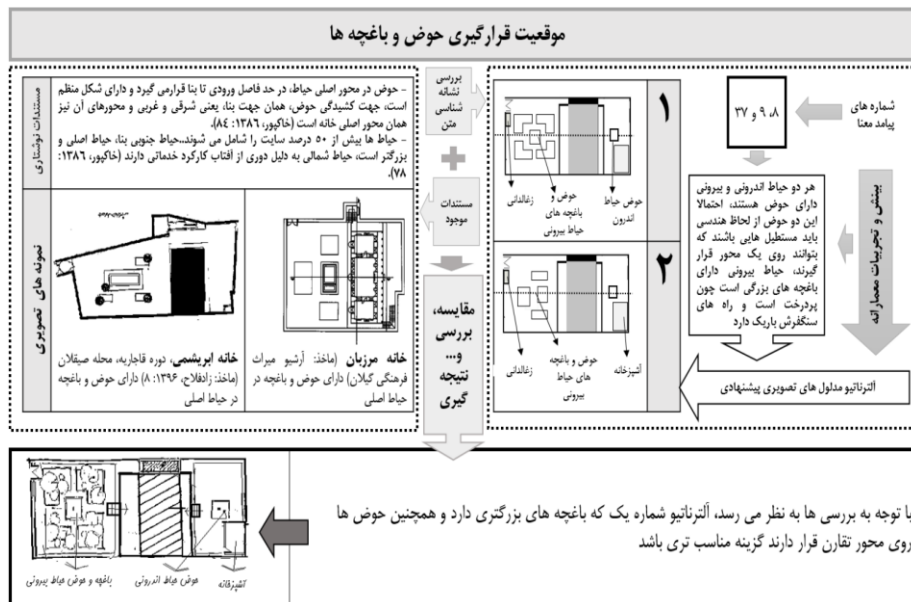 موقعیت قرارگیری حوض و باغچه ها
شماره های
پیامد معنا
۸، ۹ و ۳۷
بینش و تجربیات معمارانه
هر دو حیاط اندرونی و بیرونی
دارای حوض هستند، احتمالا
این دو حوض از لحاظ هندسی
باید مستطیل هایی باشند که
بتوانند روی یک محور قرار
گیرند، حیاط بیرونی دارای
باغچه های بزرگی است چون
پردرخت است و راه های
سنگفرش باریک دارد
آلترناتیو مدلول های تصویری پیشنهادی
۱
حوض حیاط
اندرون
حوض و
باغچه های
حیاط بیرونی
زغالدانی
۲
آشپزخانه
حوض و باغچه
های حیاط
بیرونی
زغالدانی
بررسی
نشانه
شناسی
متن
مستندات
موجود
مقایسه،
بررسی
و...
نتیجه
گیری
مستندات نوشتاری
- حوض در محور اصلی حیاط، در حد فاصل ورودی تا بنا قرارمی گیرد و دارای شکل منظم
است، جهت کشیدگی حوض، همان جهت بنا، یعنی شرقی و غربی و محورهای آن نیز
همان محور اصلی خانه است (خاکپور، ۱۳۸۶: ۸۴).
- حیاط ها بیش از ۵۰ درصد سایت را شامل می شوند...حیاط جنوبی بنا، حیاط اصلی و
بزرگتر است، حیاط شمالی به دلیل دوری از آفتاب کارکرد خدماتی دارند (خاکپور، ۱۳۸۶:
۷۸).
نمونه های تصویری
خانه مرزبان (ماخذ: آرشیو میراث
فرهنگی گیلان) دارای حوض و باغچه در
حیاط اصلی
خانه ابریشمی، دوره قاجاریه، محله صیقلان
(ماخذ: زادفلاح، ۱۳۹۶: ۸) دارای حوض و باغچه
در حیاط اصلی
با توجه به بررسی ها به نظر می رسد، آلترناتیو شماره یک که باغچه های بزرگتری دارد و همچنین حوض ها
روی محور تقارن قرار دارند گزینه مناسب تری باشد
آشپزخانه
حوض حیاط اندرونی
باغچه و حوض حیاط بیرونی